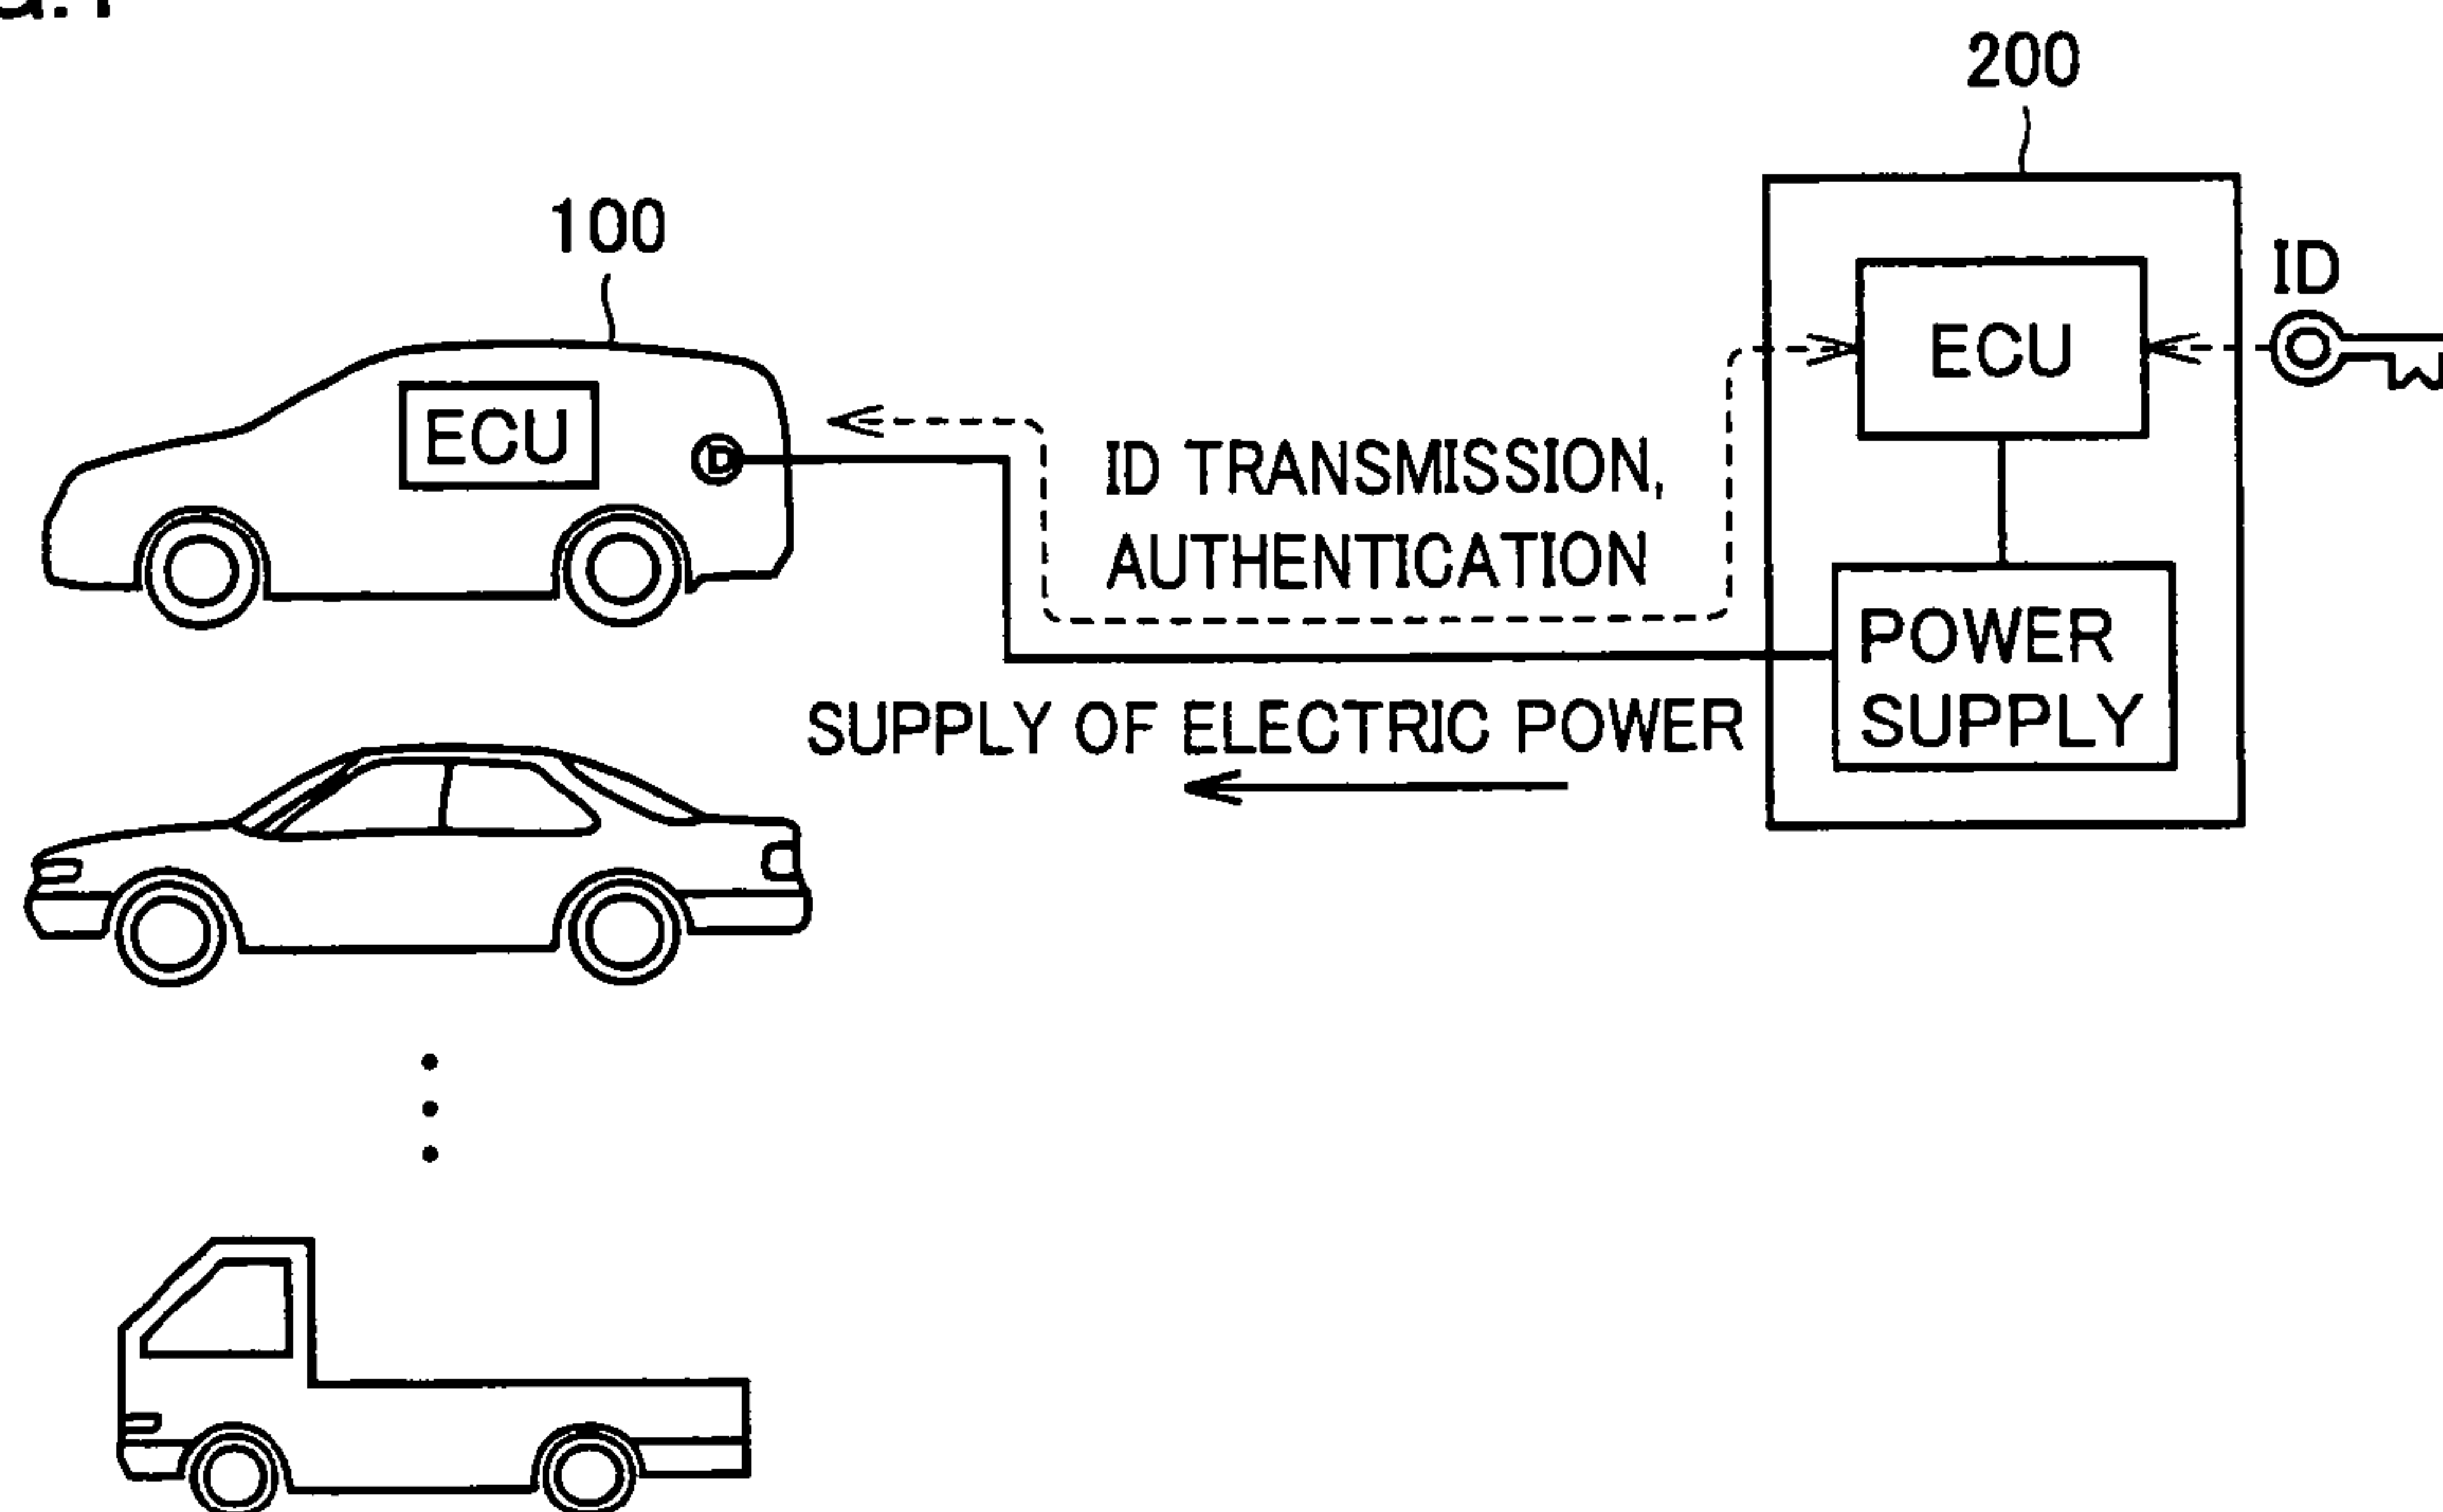 200
100
ID
ECU
ECU
ID TRANSMISSION,
AUTHENTICATION
POWER
SUPPLY
SUPPLY OF ELECTRIC POWER